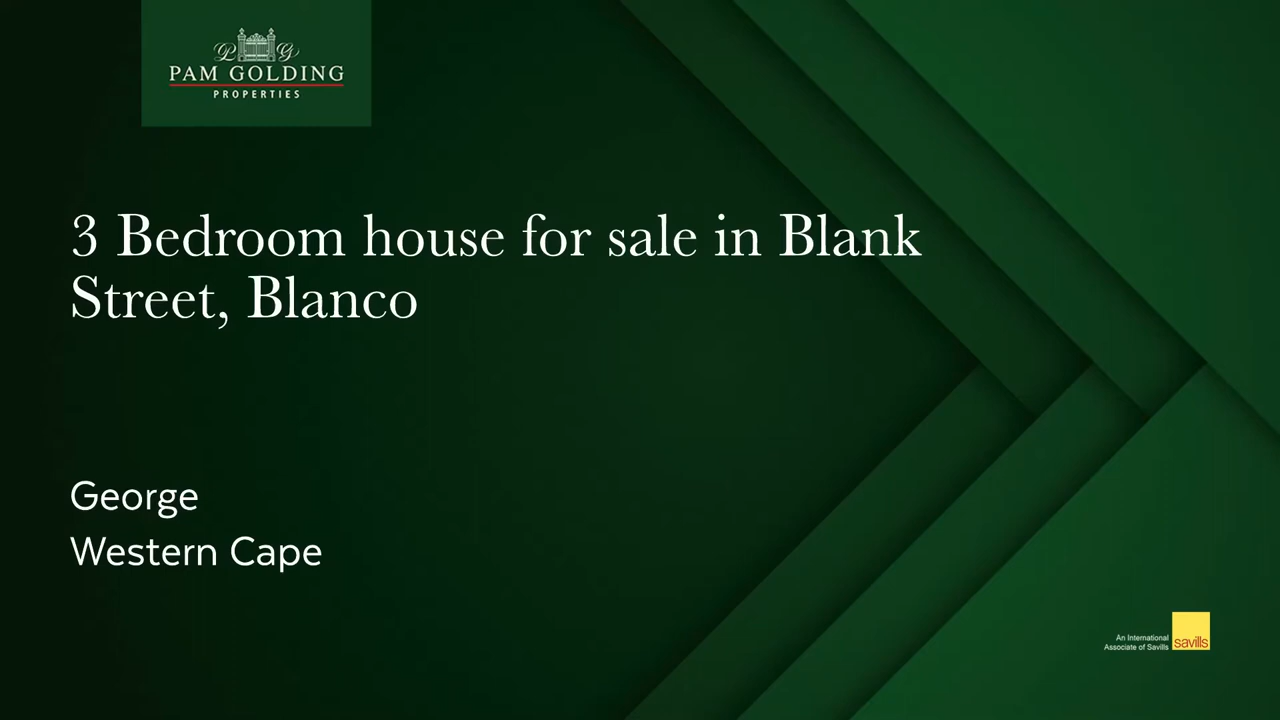 P G
PAM GOLDING
PROPERTIES
3 Bedroom house for sale in Blank
Street, Blanco
George
Western Cape
An International
Associate of Savills
savills